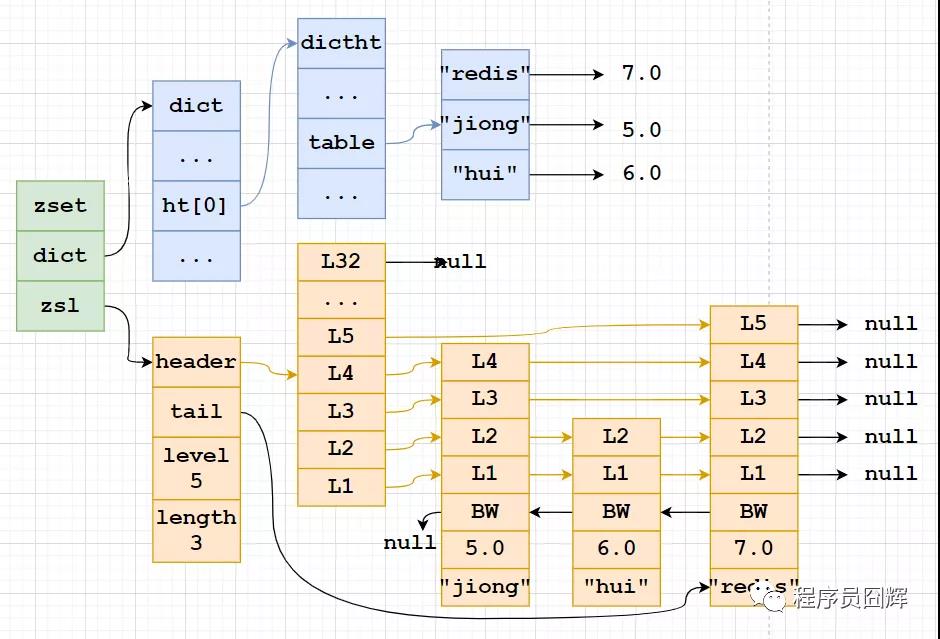 zset
dict
zsl
dict
...
ht[0]
...
dictht
...
table
...
"redis"
7.0
"jiong"
5.0
"hui"
6.0
header
tail
level
5
length
3
L32
null
...
L5
L4
L3
L2
L1
null
L4
L3
L2
L1
BW
5.0
"jiong"
L2
L1
BW
6.0
"hui"
L5
null
L4
null
L3
null
L2
null
L1
null
BW
7.0
"redis"
程序员囧辉